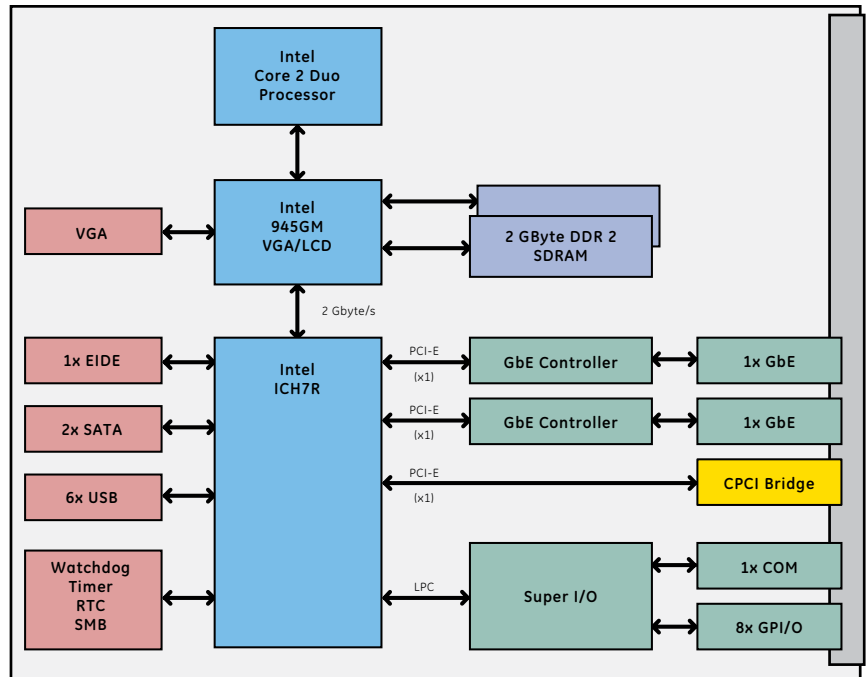 Intel
Core 2 Duo
Processor
VGA
Intel
945GM
VGA/LCD
2 GByte DDR 2
SDRAM
2 Gbyte/s
1x EIDE
2x SATA
6x USB
Watchdog
Timer
RTC
SMB
Intel
ICH7R
PCI-E
(x1)
GbE Controller
1x GbE
PCI-E
(x1)
GbE Controller
1x GbE
PCI-E
(x1)
CPCI Bridge
LPC
Super I/O
1x COM
8x GPI/O